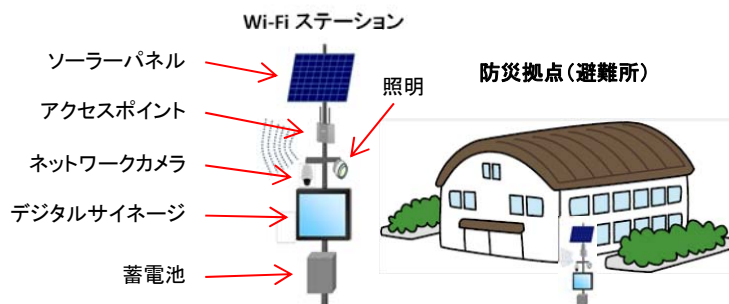 Wi-Fi ステーション
ソーラーパネル
アクセスポイント
ネットワークカメラ
デジタルサイネージ
蓄電池
照明
防災拠点(避難所)